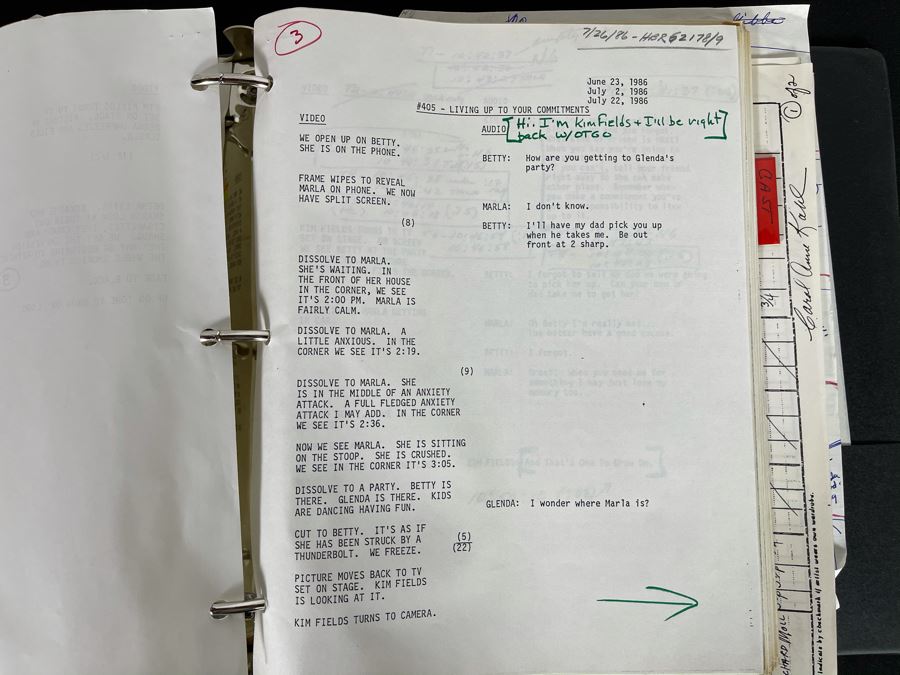 3
7/26/86 - HBR 52178/9
June 23, 1986
July 2, 1986
July 22, 1986
#405 - LIVING UP TO YOUR COMMITMENTS
VIDEO
AUDIO
Hi. I'm Kim Fields + I'll be right
back w/OTGO
WE OPEN UP ON BETTY.
SHE IS ON THE PHONE.
BETTY: How are you getting to Glenda's
party?
FRAME WIPES TO REVEAL
MARLA ON PHONE. WE NOW
HAVE SPLIT SCREEN.
MARLA: I don't know.
(8)
BETTY: I'll have my dad pick you up
when he takes me. Be out
front at 2 sharp.
DISSOLVE TO MARLA.
SHE'S WAITING. IN
THE FRONT OF HER HOUSE
IN THE CORNER, WE SEE
IT'S 2:00 PM. MARLA IS
FAIRLY CALM.
DISSOLVE TO MARLA. A
LITTLE ANXIOUS. IN THE
CORNER WE SEE IT'S 2:19.
(9)
DISSOLVE TO MARLA. SHE
IS IN THE MIDDLE OF AN ANXIETY
ATTACK. A FULL FLEDGED ANXIETY
ATTACK I MAY ADD. IN THE CORNER
WE SEE IT'S 2:36.
NOW WE SEE MARLA. SHE IS SITTING
ON THE STOOP. SHE IS CRUSHED.
WE SEE IN THE CORNER IT'S 3:05.
DISSOLVE TO A PARTY. BETTY IS
THERE. GLENDA IS THERE. KIDS
ARE DANCING HAVING FUN.
GLENDA: I wonder where Marla is?
CUT TO BETTY. IT'S AS IF
SHE HAS BEEN STRUCK BY A
THUNDERBOLT. WE FREEZE.
(5)
(22)
PICTURE MOVES BACK TO TV
SET ON STAGE. KIM FIELDS
IS LOOKING AT IT.
KIM FIELDS TURNS TO CAMERA.
CAST
1 of 2
34
Carol Anne Kahl